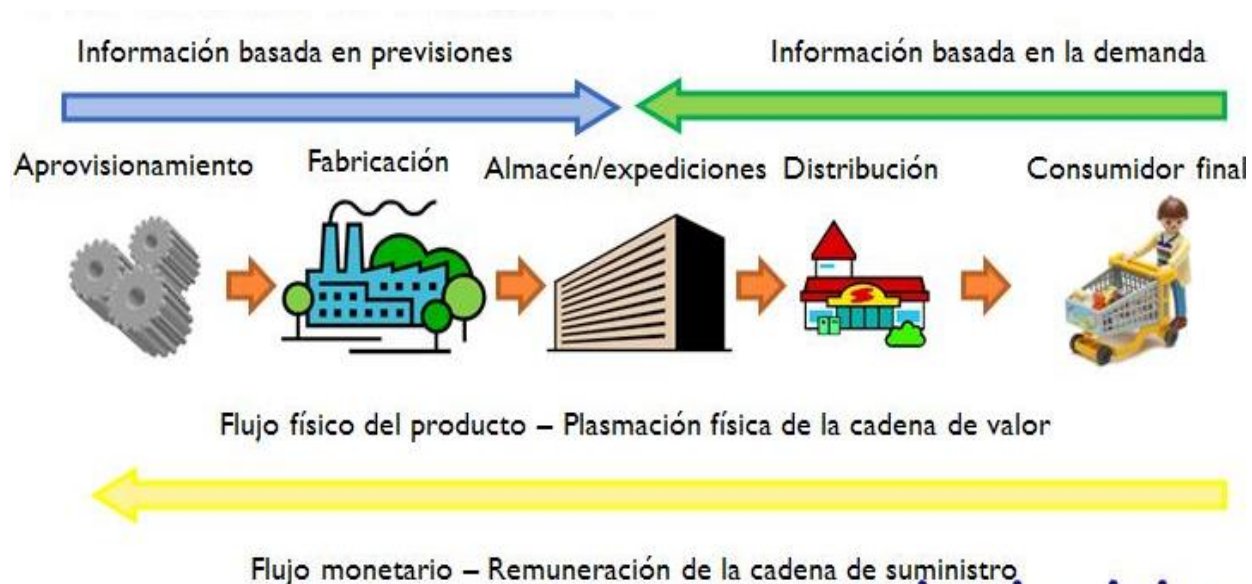 Información basada en previsiones
Información basada en la demanda
Aprovisionamiento
Fabricación
Almacén/expediciones
Distribución
Consumidor final
Flujo físico del producto – Plasmación física de la cadena de valor
Flujo monetario – Remuneración de la cadena de suministro